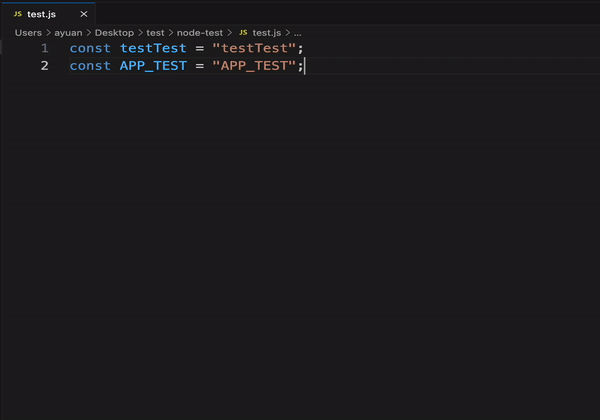 JS test.js ×
Users > ayuan > Desktop > test > node-test > JS test.js > ...
1 const testTest = "testTest";
2 const APP_TEST = "APP_TEST";